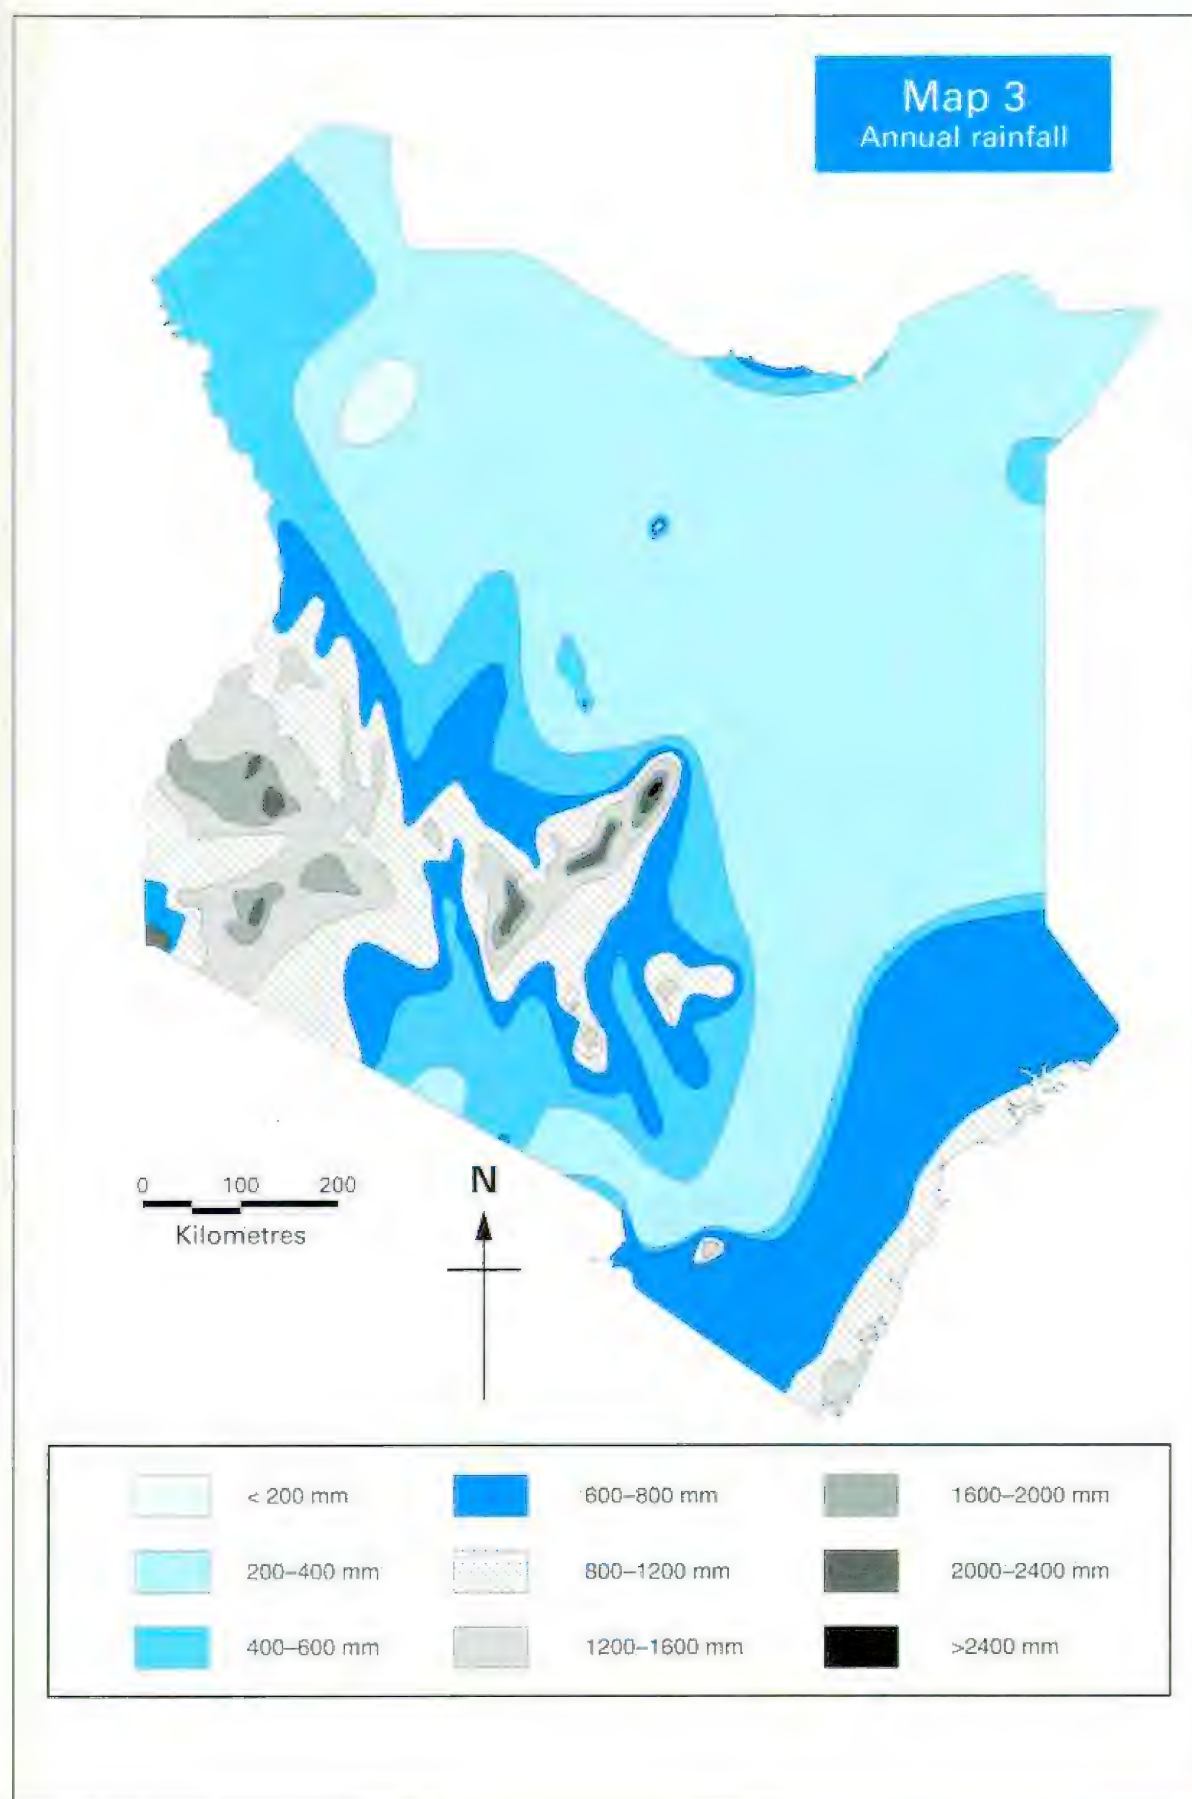 Map 3
Annual rainfall
0 100 200
Kilometres
N
< 200 mm
600–800 mm
1600–2000 mm
200–400 mm
800–1200 mm
2000–2400 mm
400–600 mm
1200–1600 mm
>2400 mm